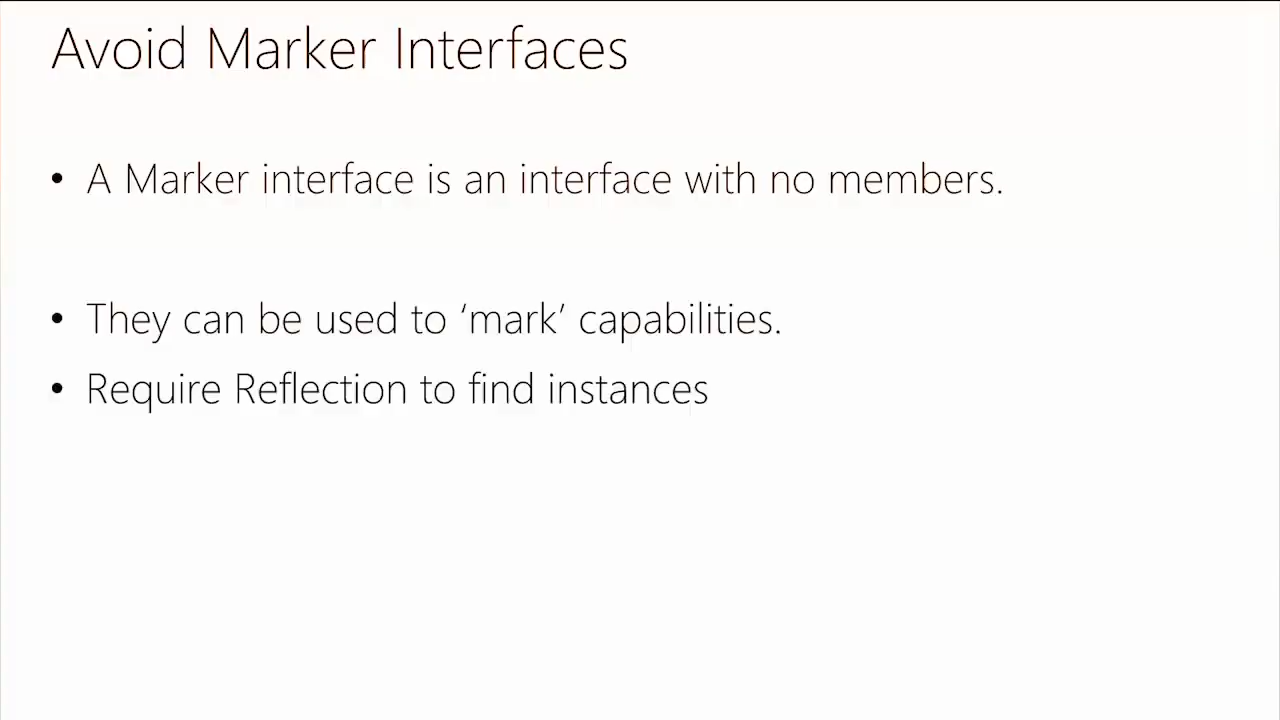 Avoid Marker Interfaces
• A Marker interface is an interface with no members.
• They can be used to ‘mark’ capabilities.
• Require Reflection to find instances